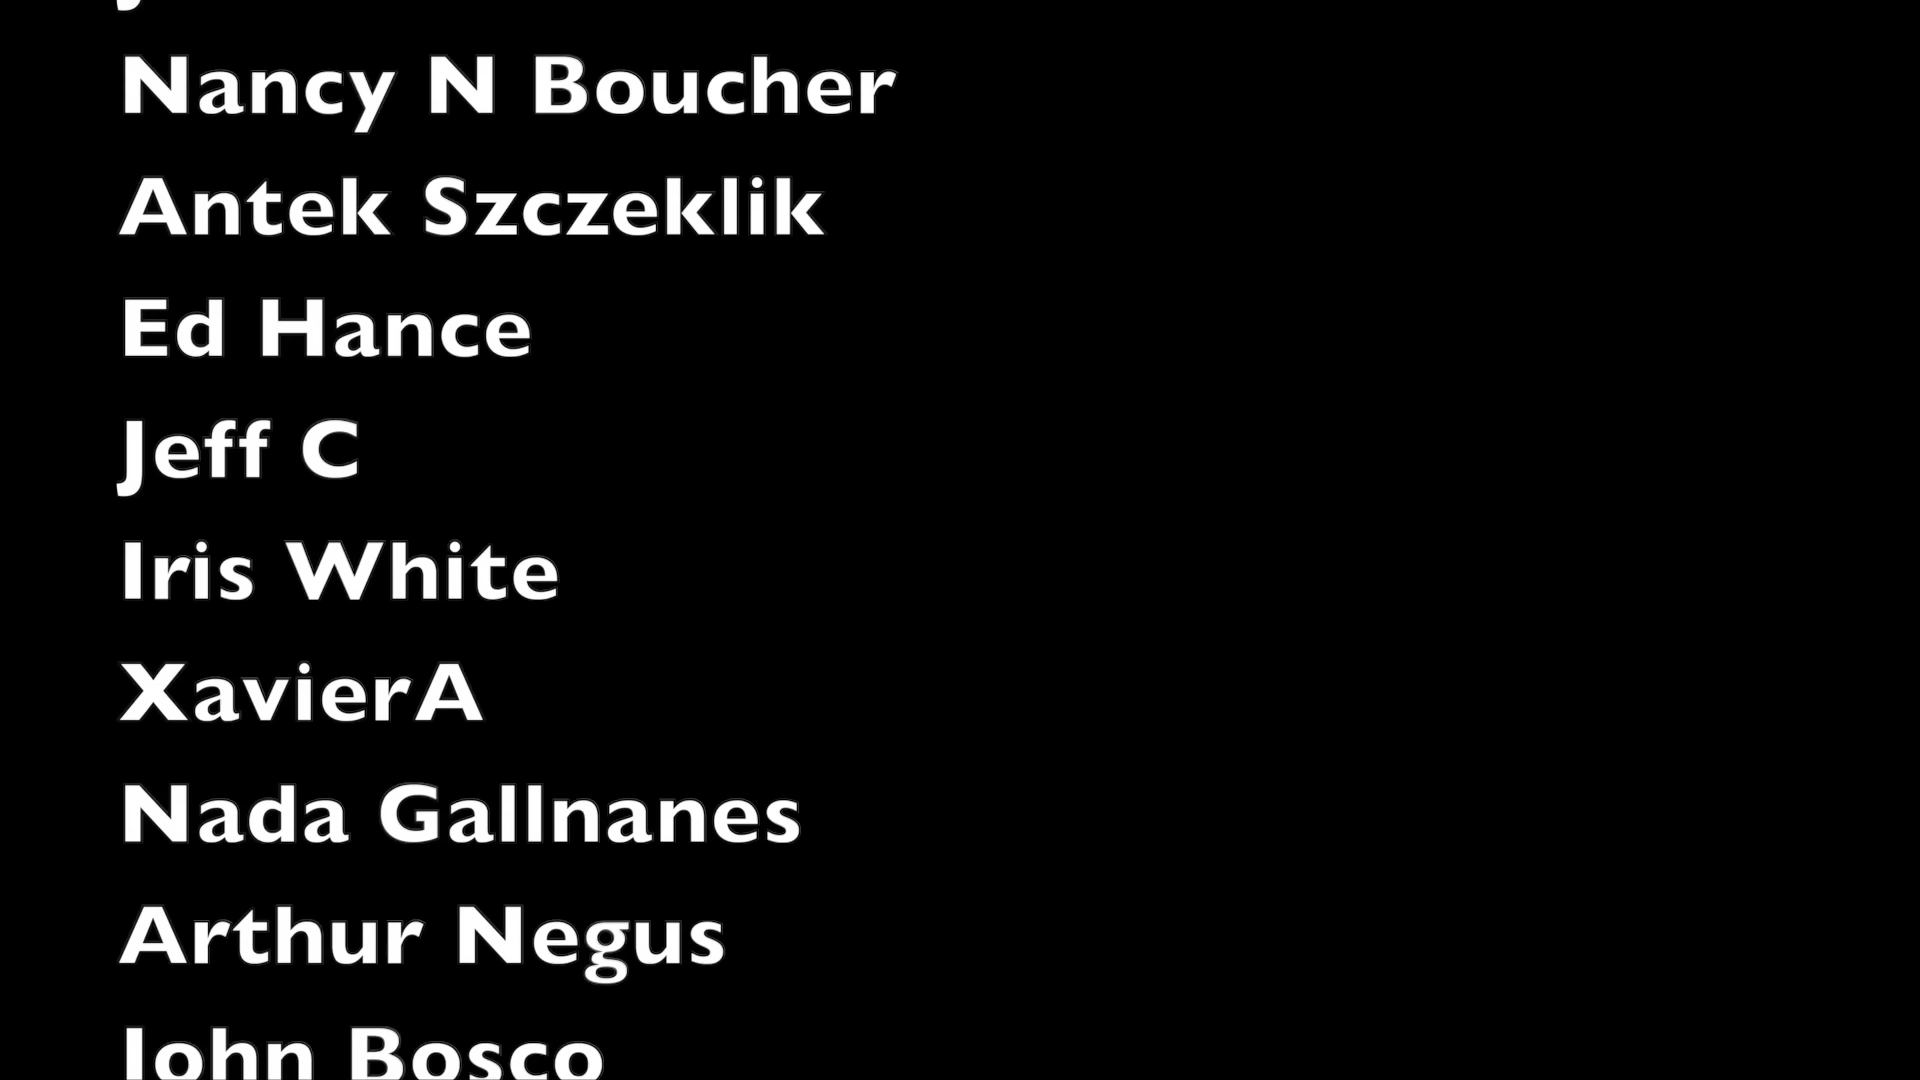 Nancy N Boucher
Antek Szczeklik
Ed Hance
Jeff C
Iris White
XavierA
Nada Gallnanes
Arthur Negus
John Bosco